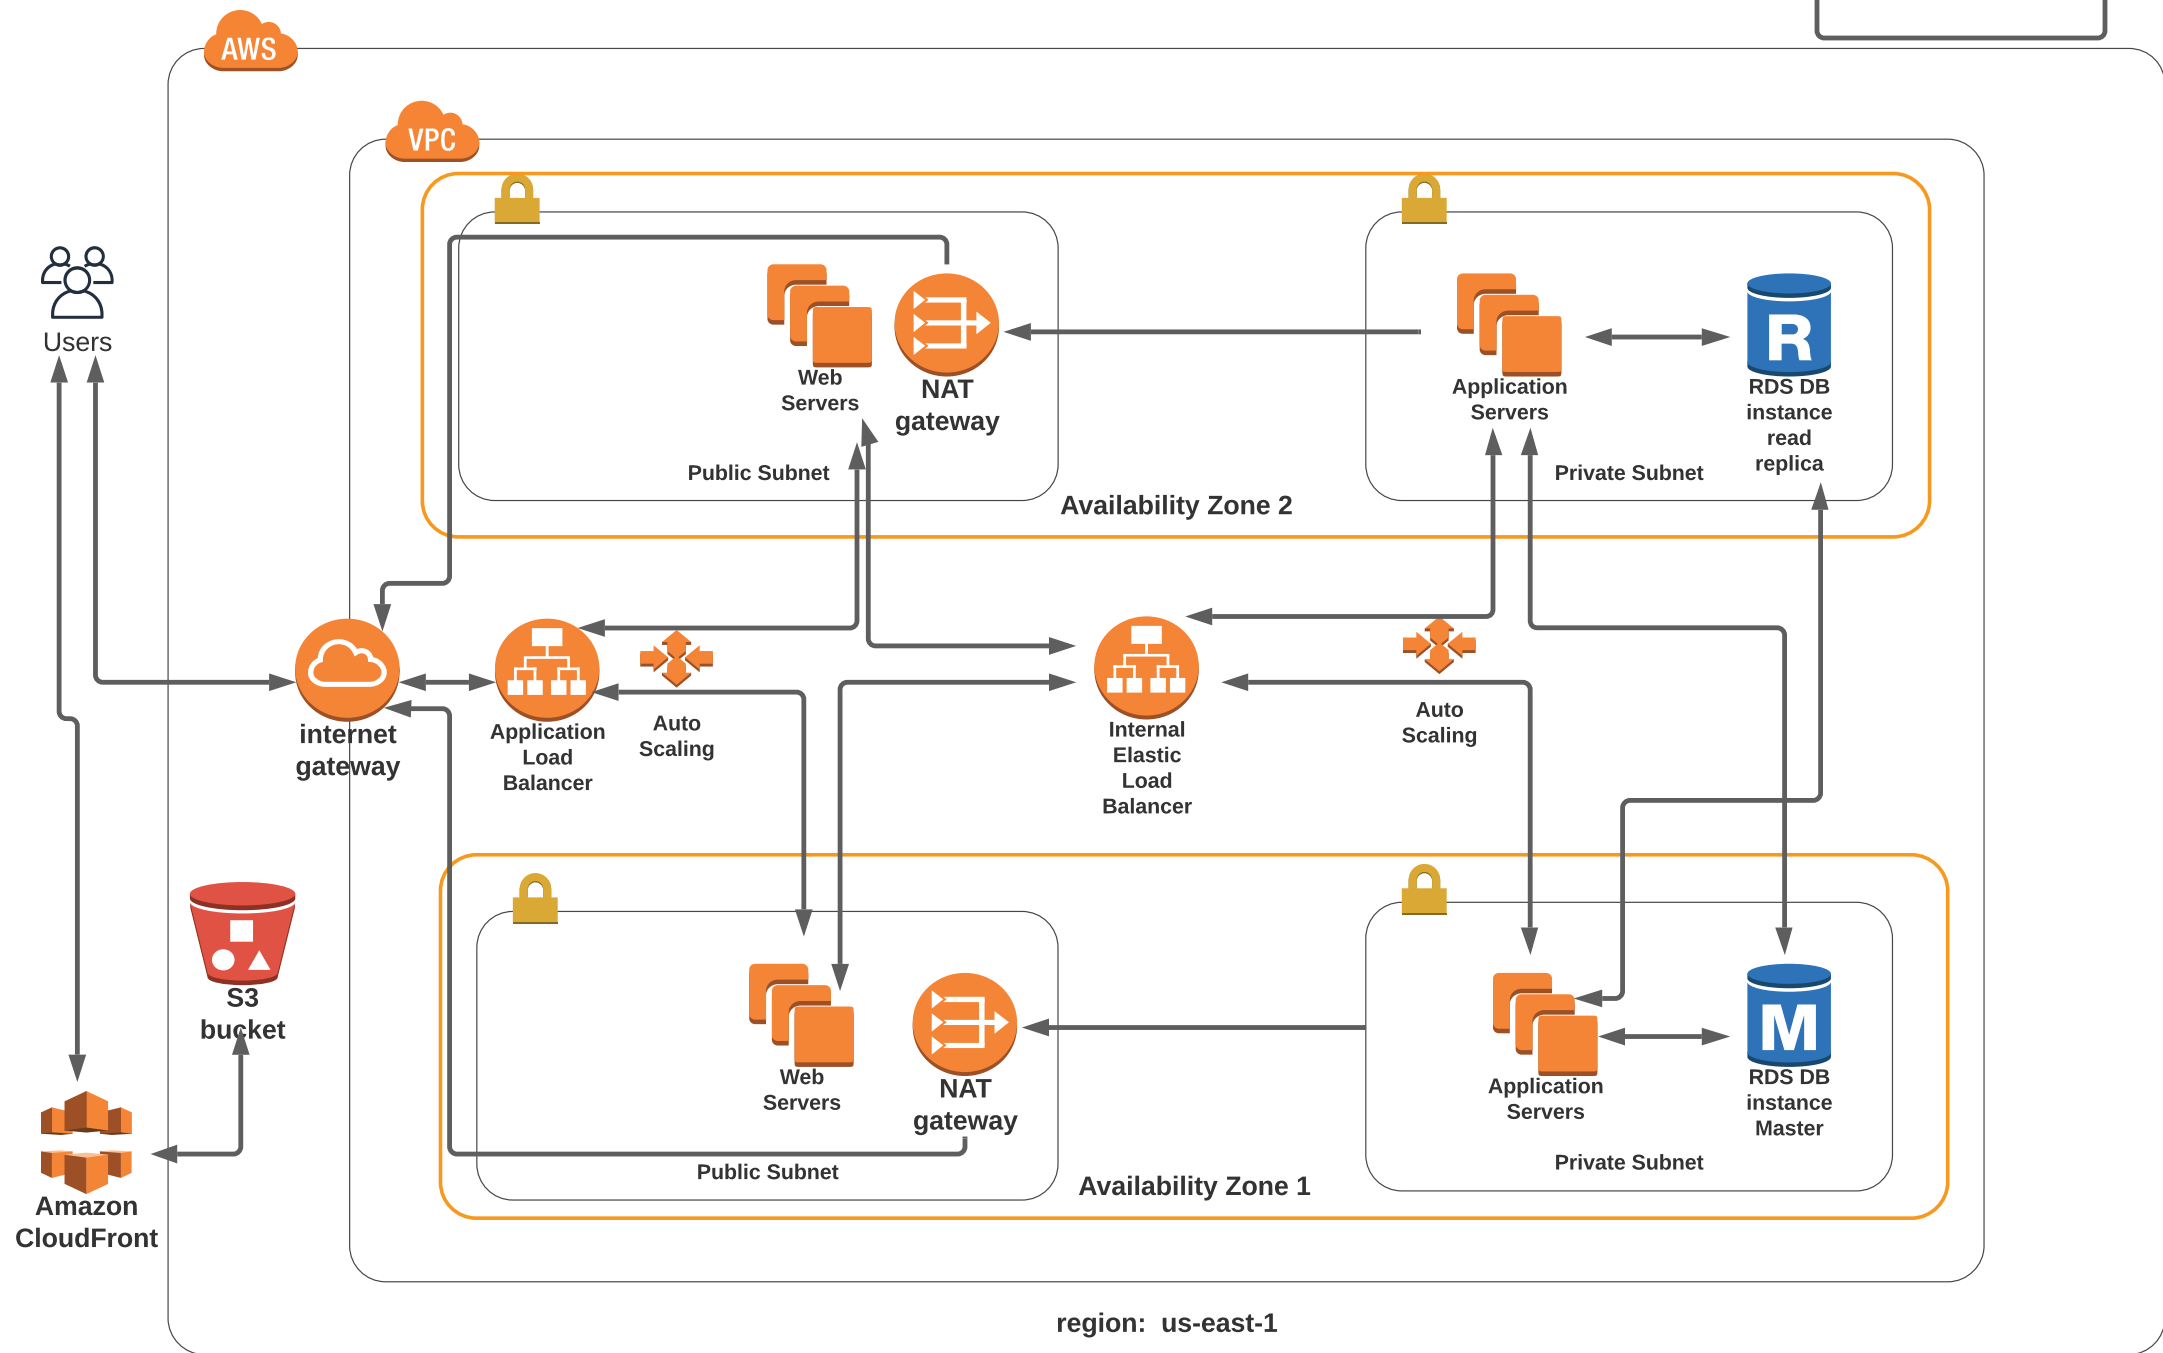 AWS
VPC
Users
Web
Servers
NAT
gateway
Public Subnet
Application
Servers
R
RDS DB
instance
read
replica
Private Subnet
Availability Zone 2
internet
gateway
Application
Load
Balancer
Auto
Scaling
Internal
Elastic
Load
Balancer
Auto
Scaling
S3
bucket
Amazon
CloudFront
Web
Servers
NAT
gateway
Public Subnet
Application
Servers
M
RDS DB
instance
Master
Private Subnet
Availability Zone 1
region:  us-east-1